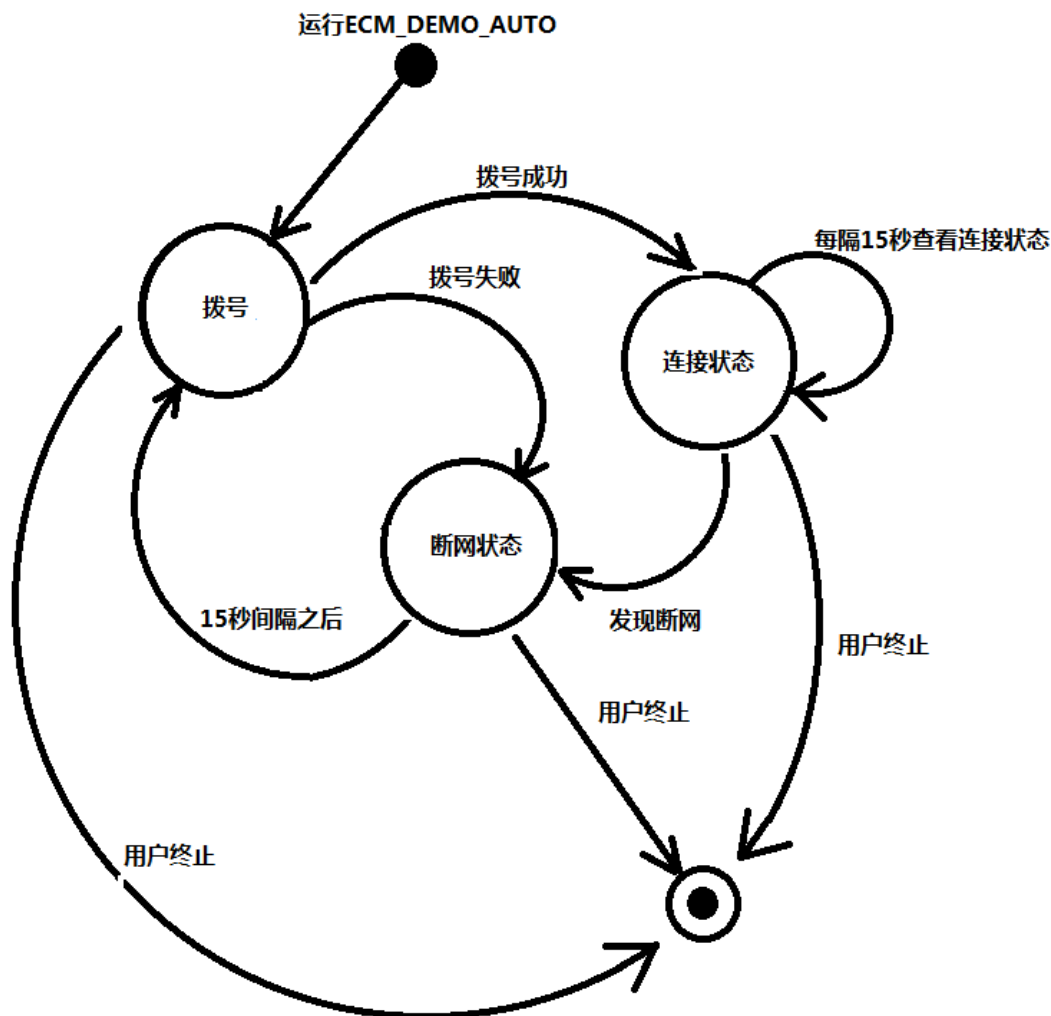 运行ECM_DEMO_AUTO
拨号成功
每隔15秒查看连接状态
拨号失败
拨号
连接状态
断网状态
15秒间隔之后
发现断网
用户终止
用户终止
用户终止